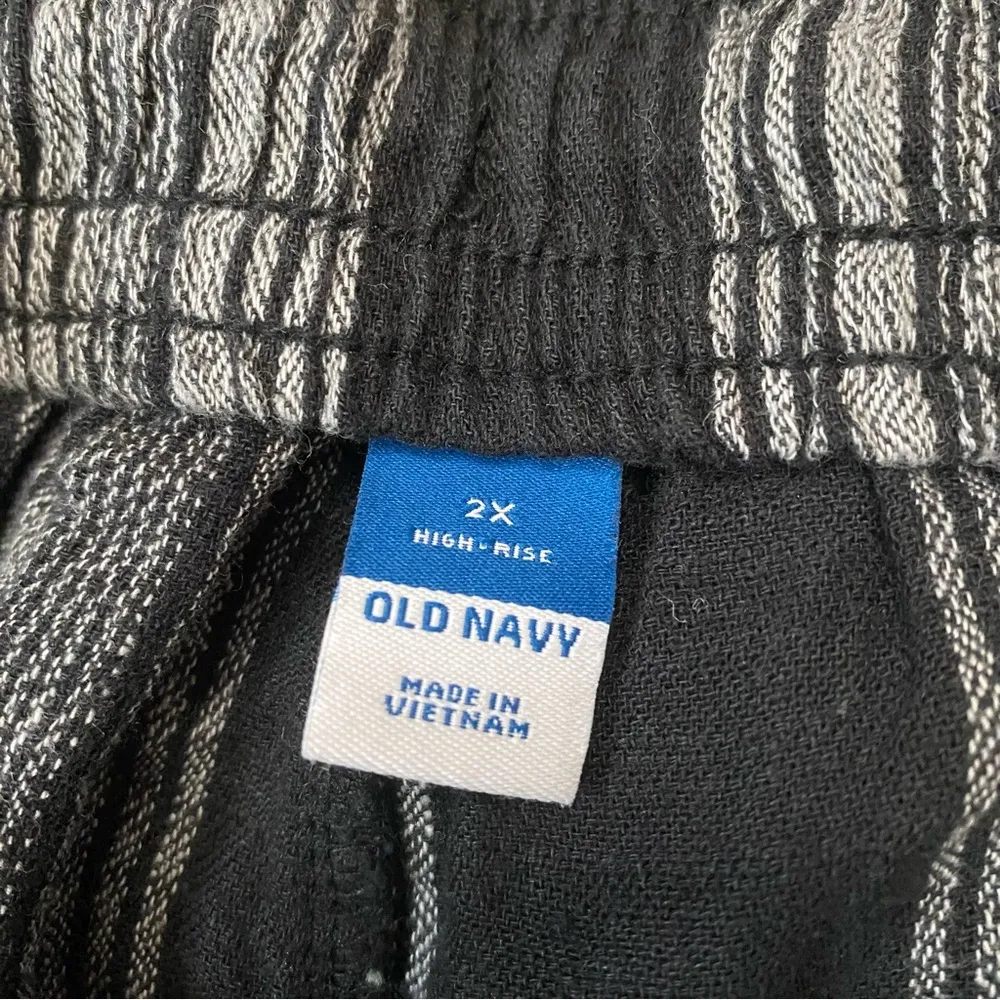 2X
HIGH-RISE
OLD NAVY
MADE IN
VIETNAM